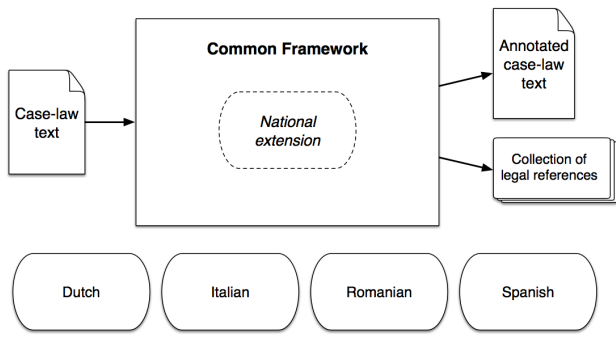 Common Framework
Case-law
text
National
extension
Annotated
case-law
text
Collection of
legal references
Dutch
Italian
Romanian
Spanish